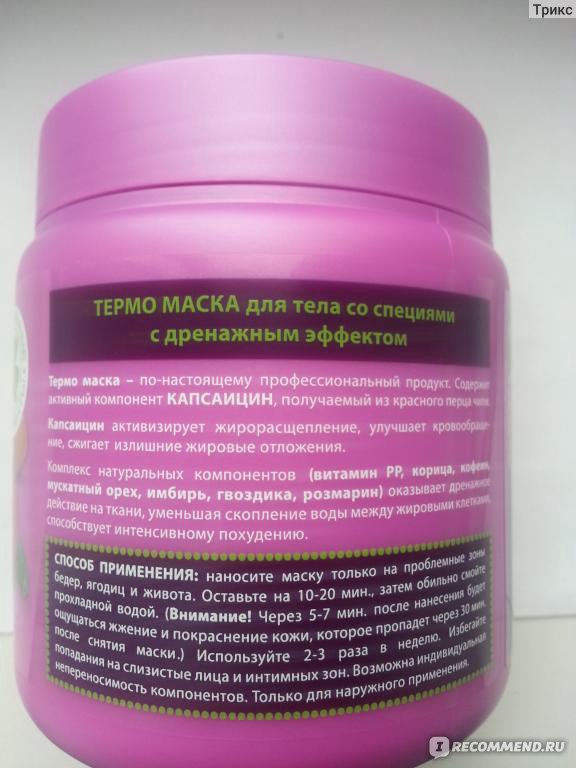 Трикс
ТЕРМО МАСКА для тела со специями
с дренажным эффектом
Термо маска – по-настоящему профессиональный продукт. Содержит
активный компонент КАПСАИЦИН, получаемый из красного перца чили.
Капсаицин активизирует жирорасщепление, улучшает кровообраще-
ние, сжигает излишние жировые отложения.
Комплекс натуральных компонентов (витамин РР, корица, кофеин,
мускатный орех, имбирь, гвоздика, розмарин) оказывает дренажное
действие на ткани, уменьшая скопление воды между жировыми клетками,
способствует интенсивному похудению.
СПОСОБ ПРИМЕНЕНИЯ: наносите маску только на проблемные зоны
бедер, ягодиц и живота. Оставьте на 10-20 мин., затем обильно смойте
прохладной водой. (Внимание! Через 5-7 мин. после нанесения будет
ощущаться жжение и покраснение кожи, которое пропадет через 30 мин.
после снятия маски.) Используйте 2-3 раза в неделю. Избегайте
попадания на слизистые лица и интимных зон. Возможна индивидуальная
непереносимость компонентов. Только для наружного применения.
I RECOMMEND.RU